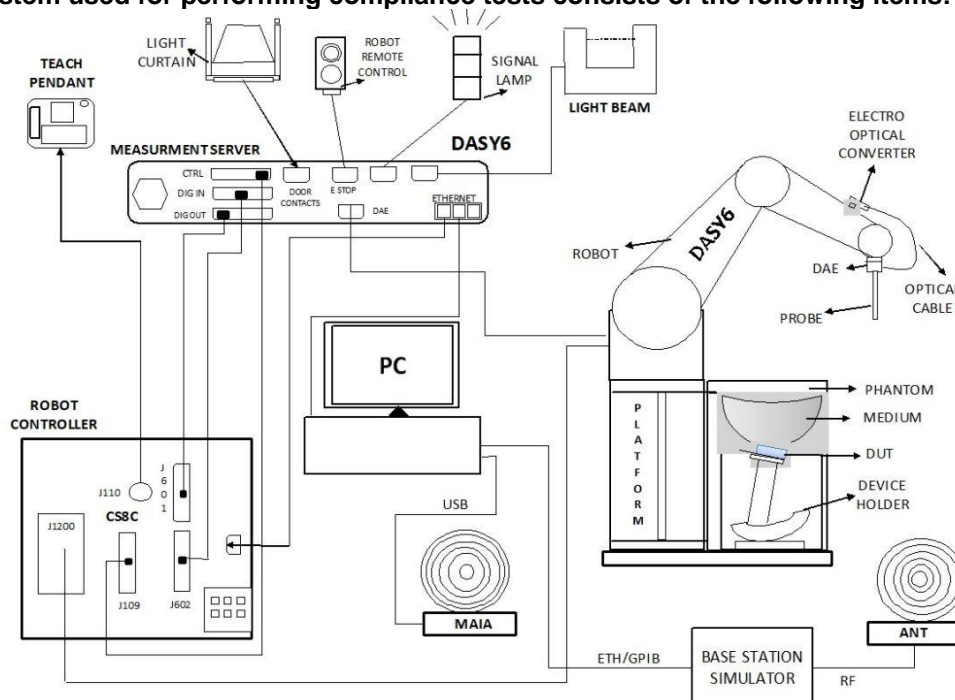 stem used for performing compliance tests consists of the following items:
LIGHT
CURTAIN
ROBOT
REMOTE
CONTROL
SIGNAL
LAMP
LIGHT BEAM
TEACH
PENDANT
MEASURMENT SERVER
DASY6
CTRL
DIG IN
DIG OUT
DOOR
CONTACTS
E STOP
DAE
ETHERNET
ELECTRO
OPTICAL
CONVERTER
ROBOT
DASY6
DAE
PROBE
OPTICAL
CABLE
PC
ROBOT
CONTROLLER
J110
J601
CS8C
J1200
J109
J602
USB
MAIA
PLATFORM
PHANTOM
MEDIUM
DUT
DEVICE
HOLDER
ETH/GPIB
BASE STATION
SIMULATOR
RF
ANT